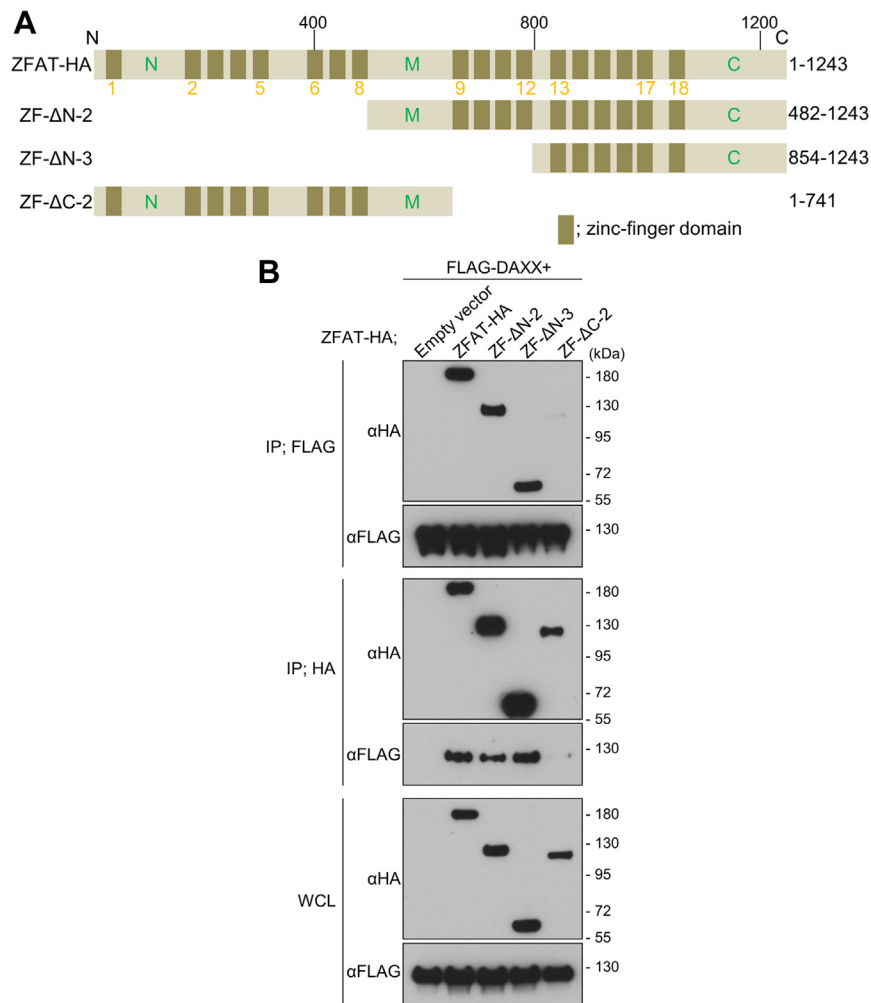 A
N 400 800 1200 C
ZFAT-HA N M C 1-1243
1 2 5 6 8 9 12 13 17 18
ZF-ΔN-2 M C 482-1243
ZF-ΔN-3 C 854-1243
ZF-ΔC-2 N M 1-741
; zinc-finger domain
B
FLAG-DAXX+
ZFAT-HA; Empty vector ZFAT-HA ZF-ΔN-2 ZF-ΔN-3 ZF-ΔC-2 (kDa)
IP; FLAG
αHA
- 180
- 130
- 95
- 72
- 55
αFLAG - 130
IP; HA
αHA
- 180
- 130
- 95
- 72
- 55
αFLAG - 130
WCL
αHA
- 180
- 130
- 95
- 72
- 55
αFLAG - 130